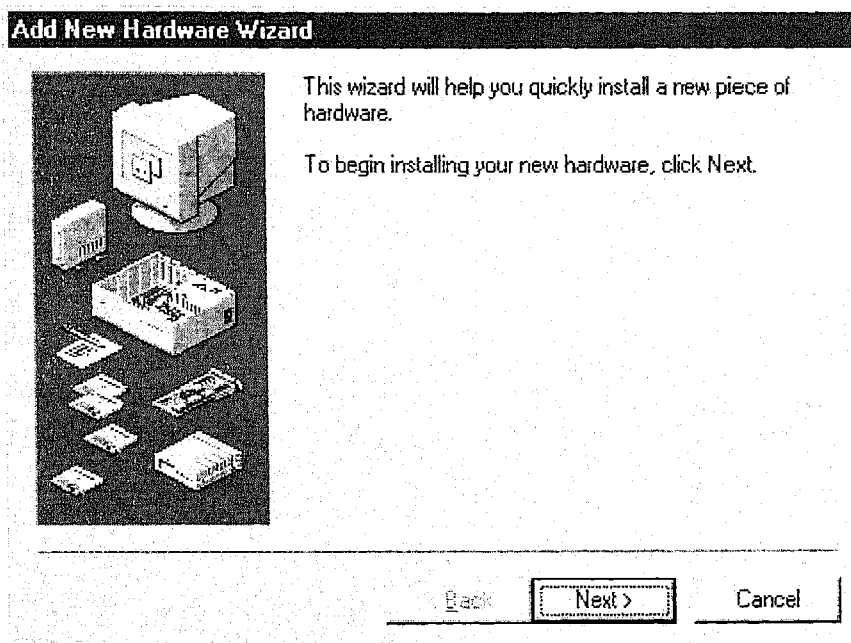 Add New Hardware Wizard
This wizard will help you quickly install a new piece of
hardware.
To begin installing your new hardware, click Next.
Back
Next >
Cancel